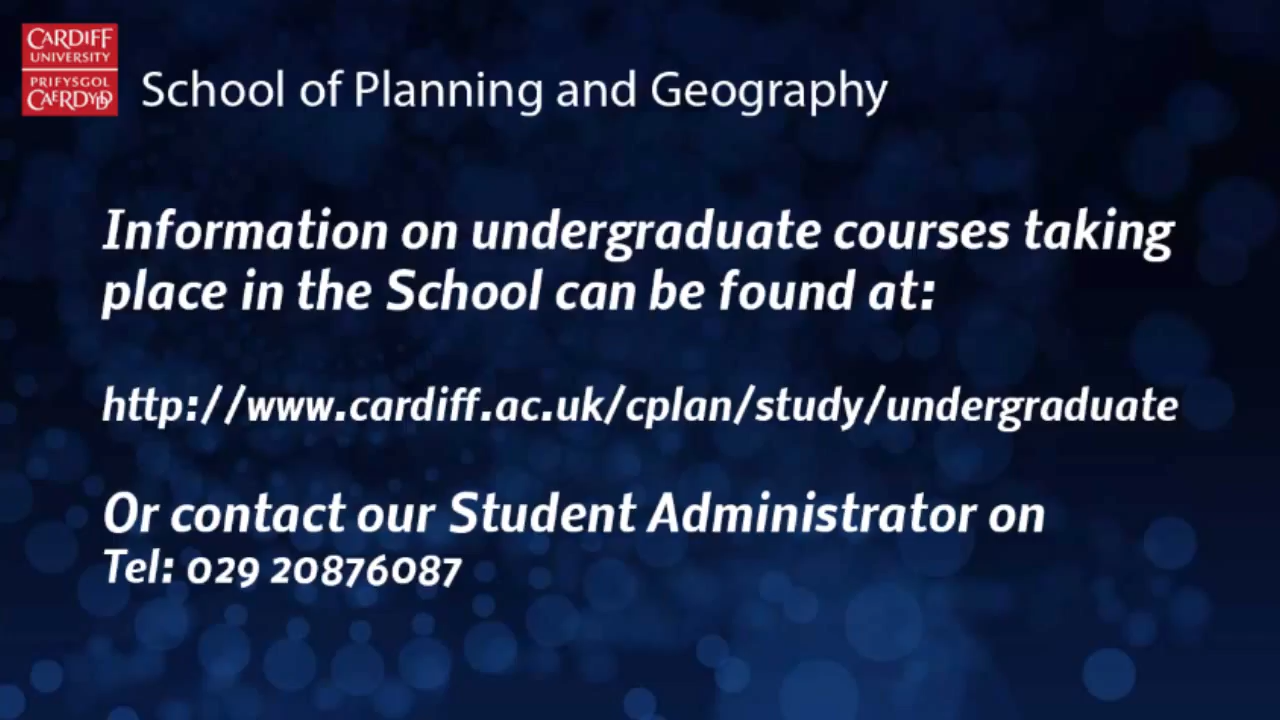 CARDIFF
UNIVERSITY
PRIFYSGOL
CAERDYDD
School of Planning and Geography
Information on undergraduate courses taking
place in the School can be found at:
http://www.cardiff.ac.uk/cplan/study/undergraduate
Or contact our Student Administrator on
Tel: 029 20876087